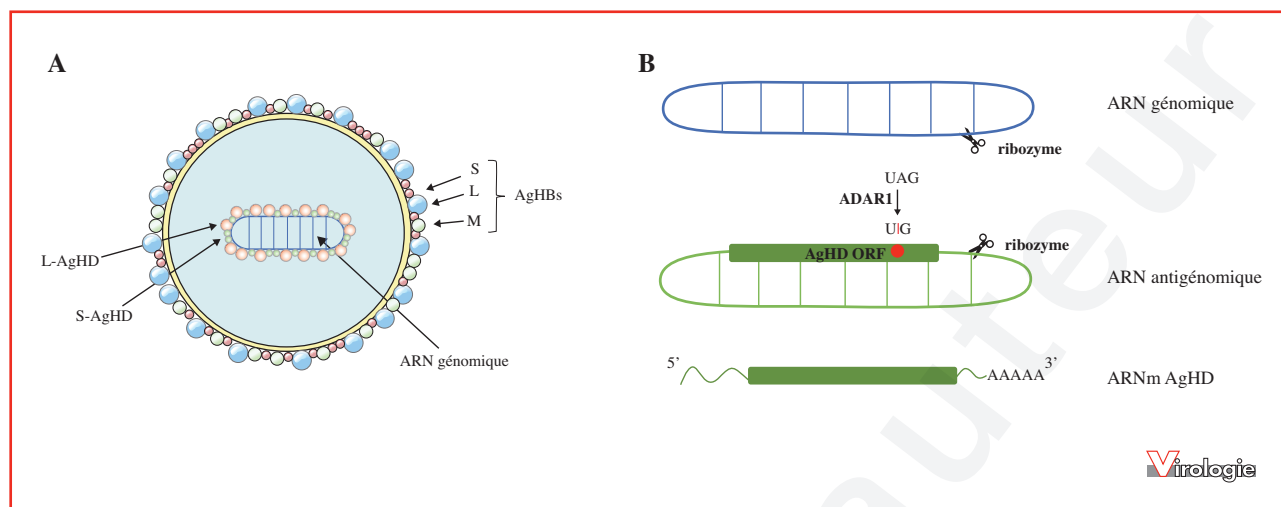 A
S
L
M
AgHBs
L-AgHD
S-AgHD
ARN génomique
B
ARN génomique
ribozyme
UAG
ADAR1
UIG
ribozyme
AgHD ORF
ARN antigénomique
5’
AAAAA
3’
ARNm AgHD
Virologie
auteur